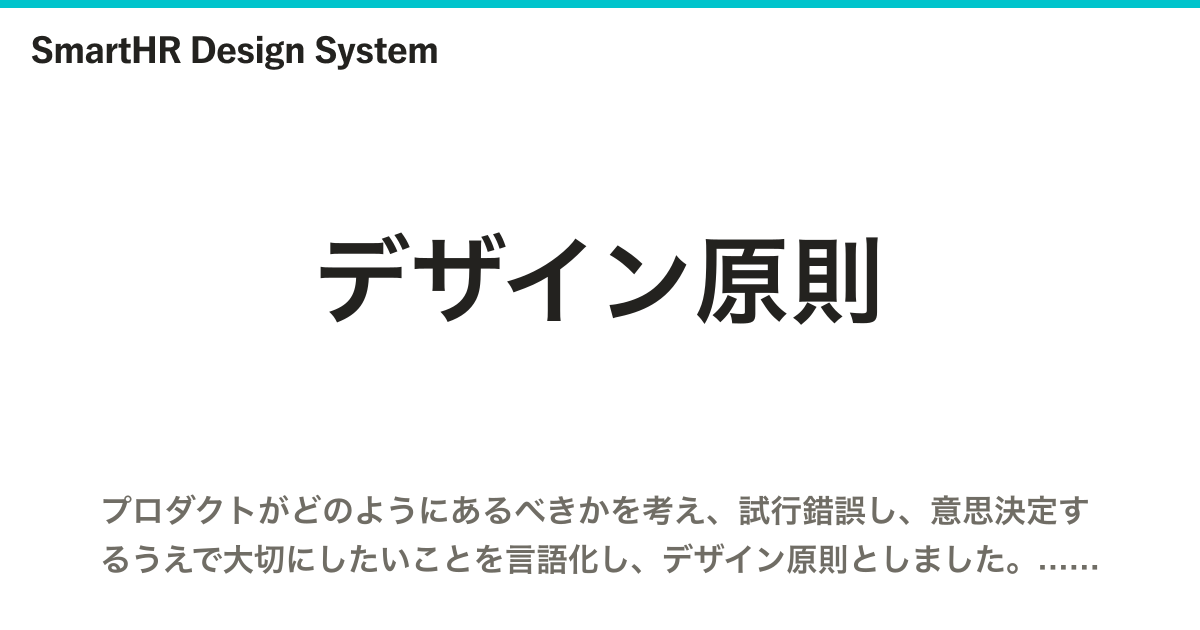 SmartHR Design System
デザイン原則
プロダクトがどのようにあるべきかを考え、試行錯誤し、意思決定す
るうえで大切にしたいことを言語化し、デザイン原則としました。……